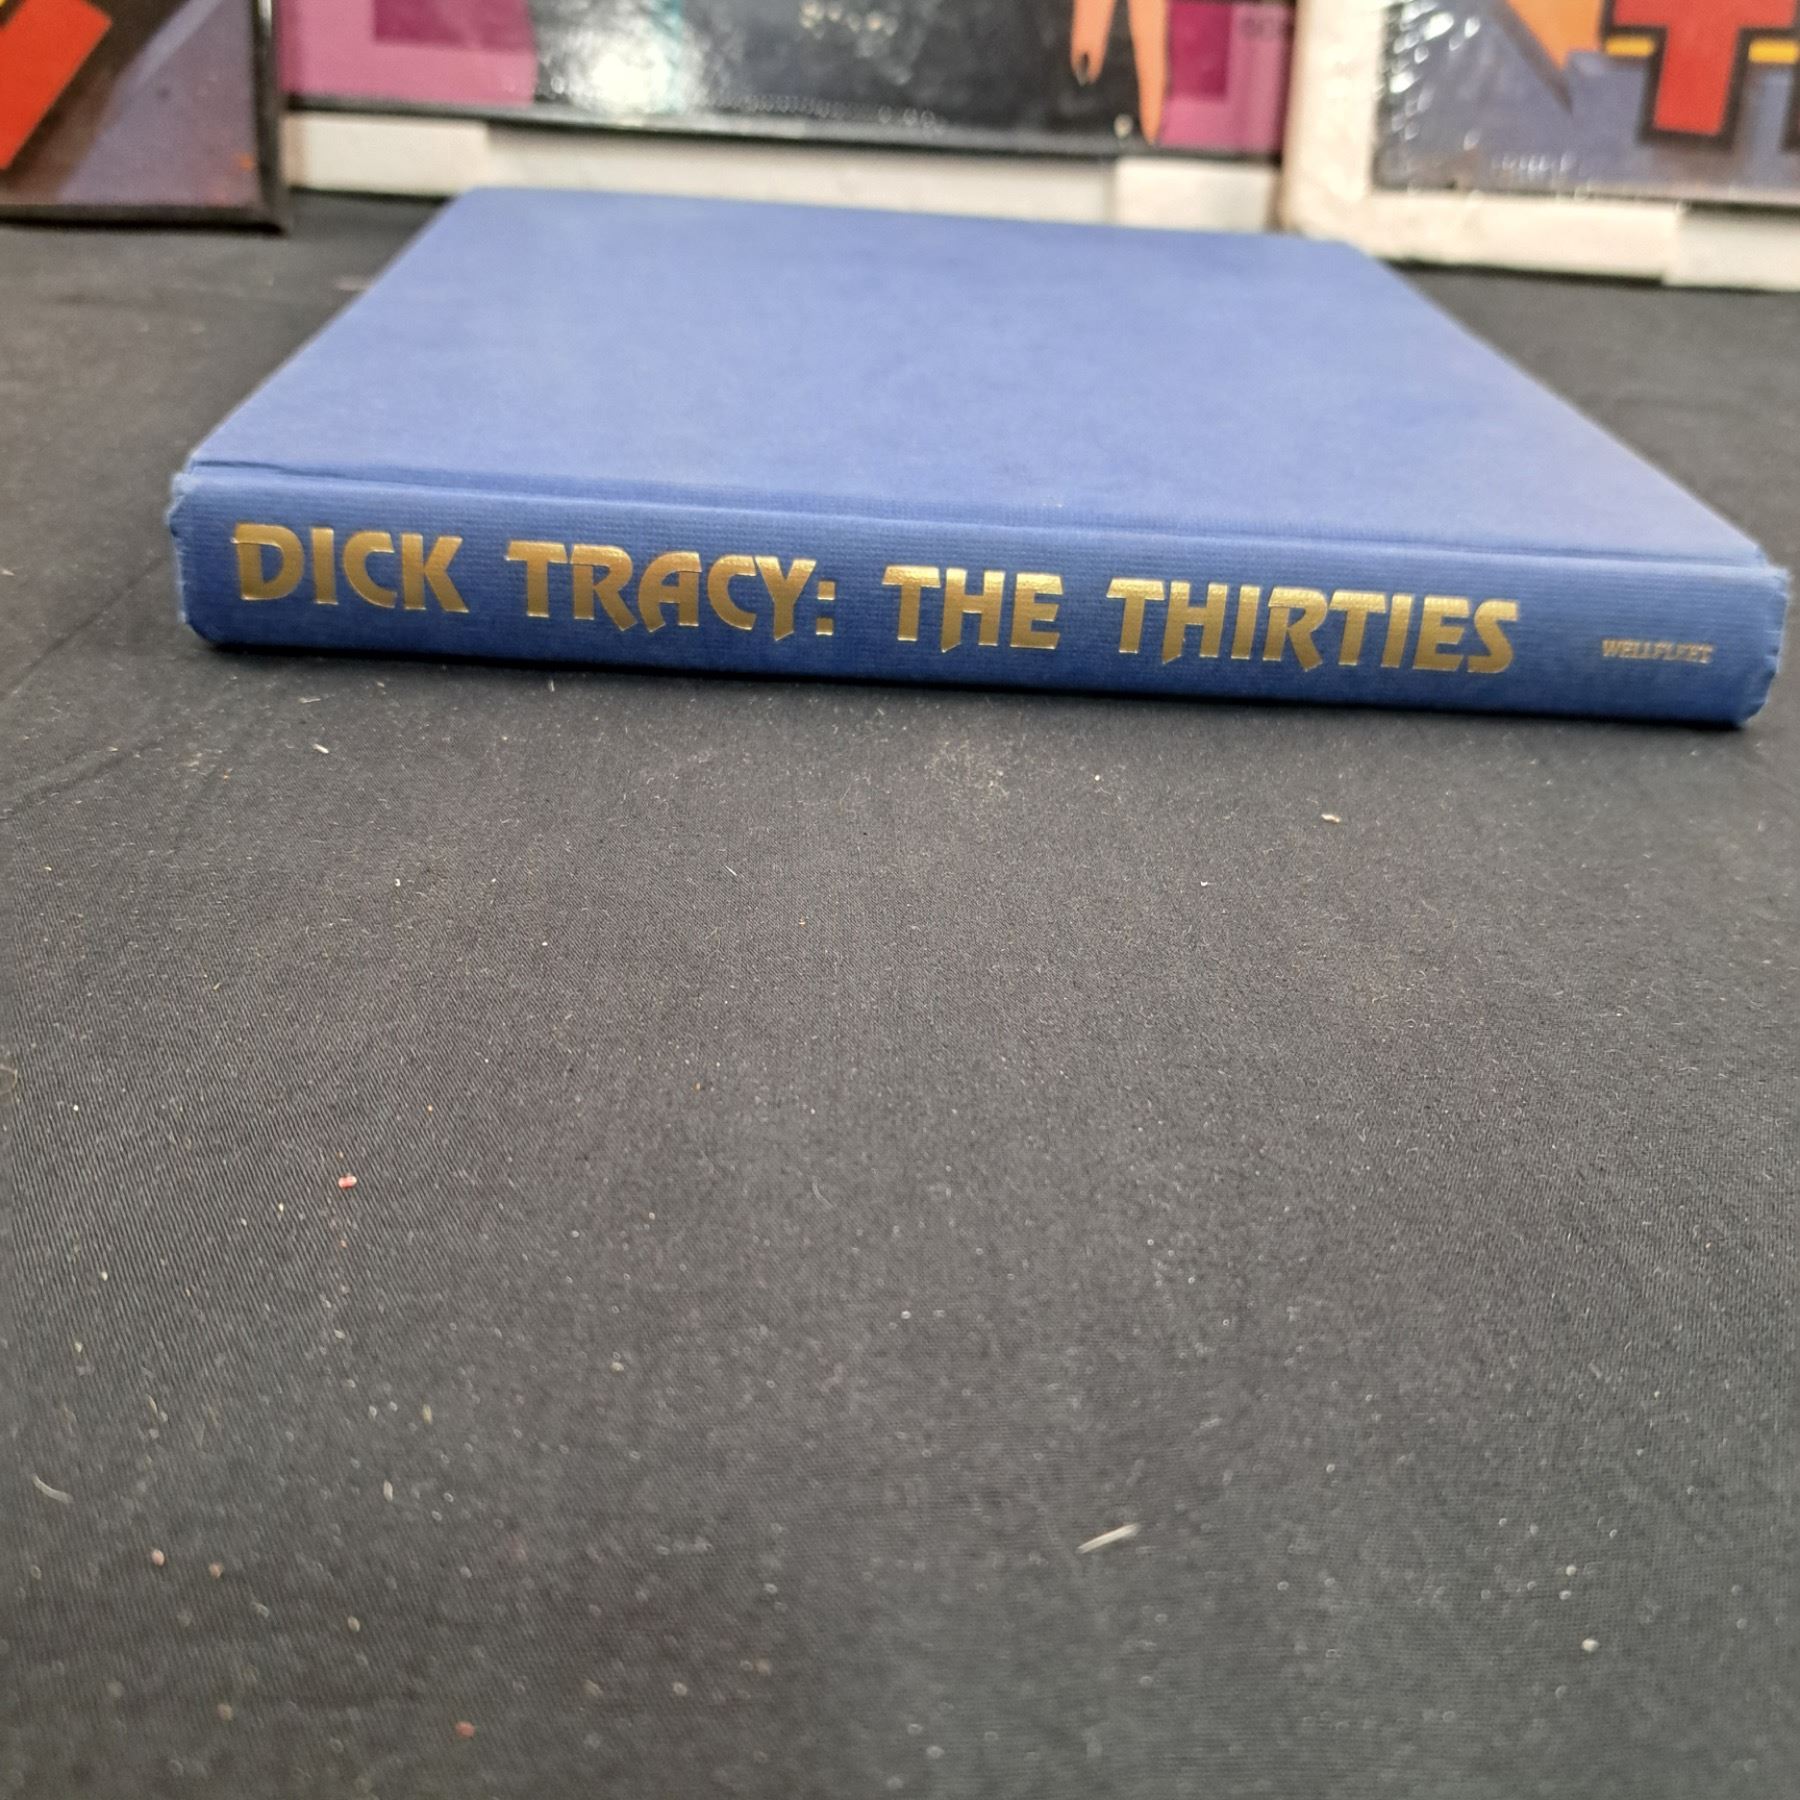 DICK TRACY: THE THIRTIES
WELLFLEET